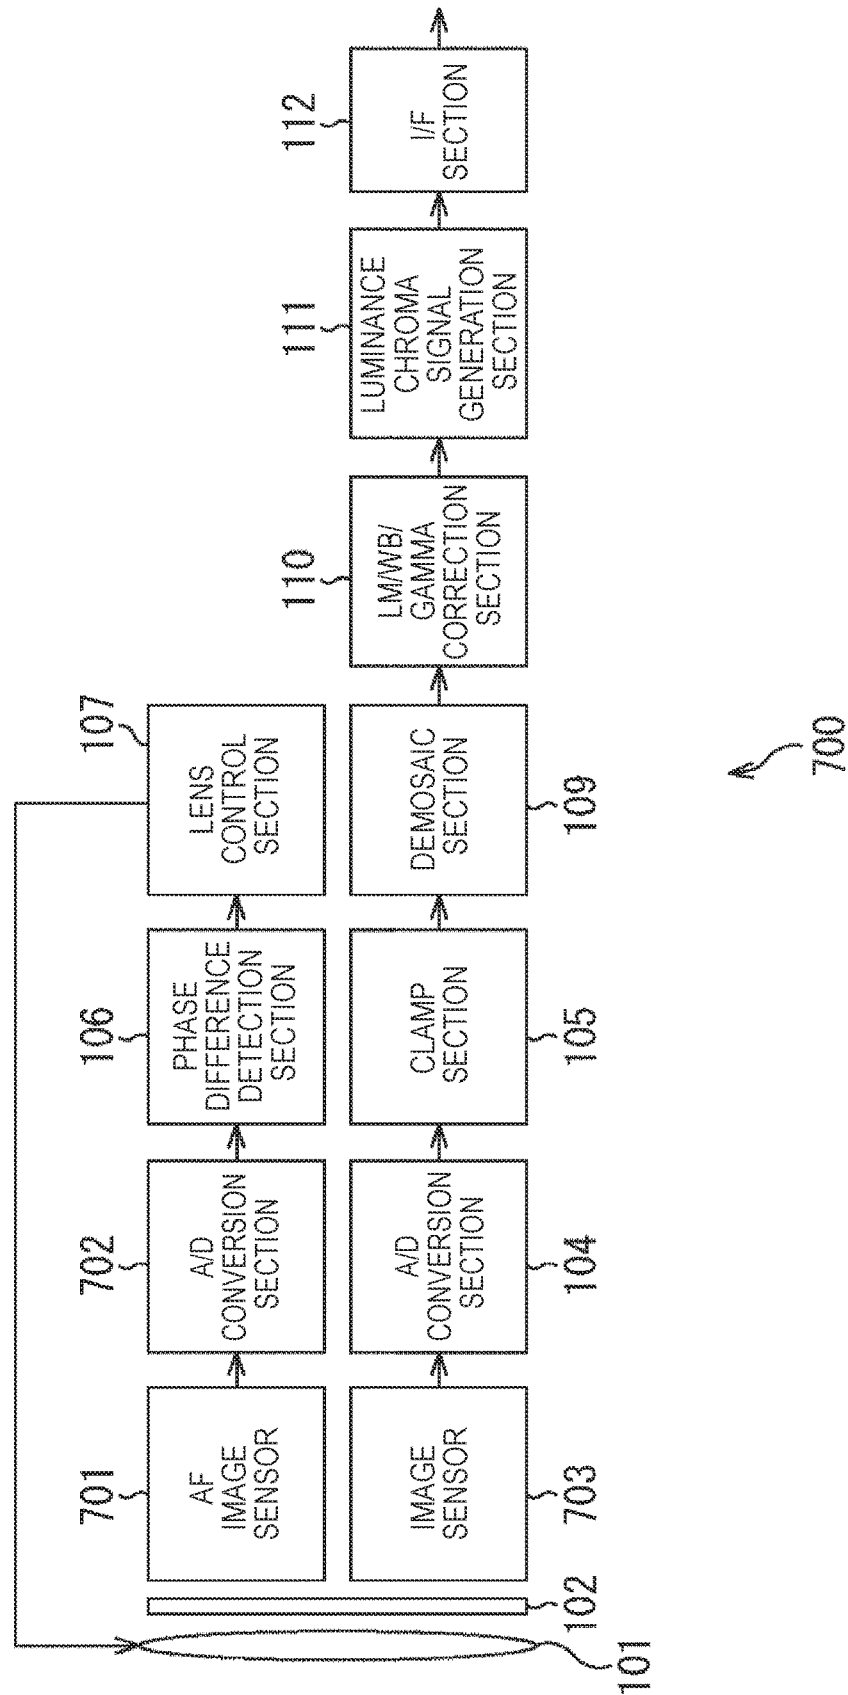 701
AF
IMAGE
SENSOR
702
A/D
CONVERSION
SECTION
106
PHASE
DIFFERENCE
DETECTION
SECTION
107
LENS
CONTROL
SECTION
IMAGE
SENSOR
703
A/D
CONVERSION
SECTION
104
CLAMP
SECTION
105
DEMOSAIC
SECTION
109
110
LM/WB/
GAMMA
CORRECTION
SECTION
111
LUMINANCE
CHROMA
SIGNAL
GENERATION
SECTION
112
I/F
SECTION
101
102
700